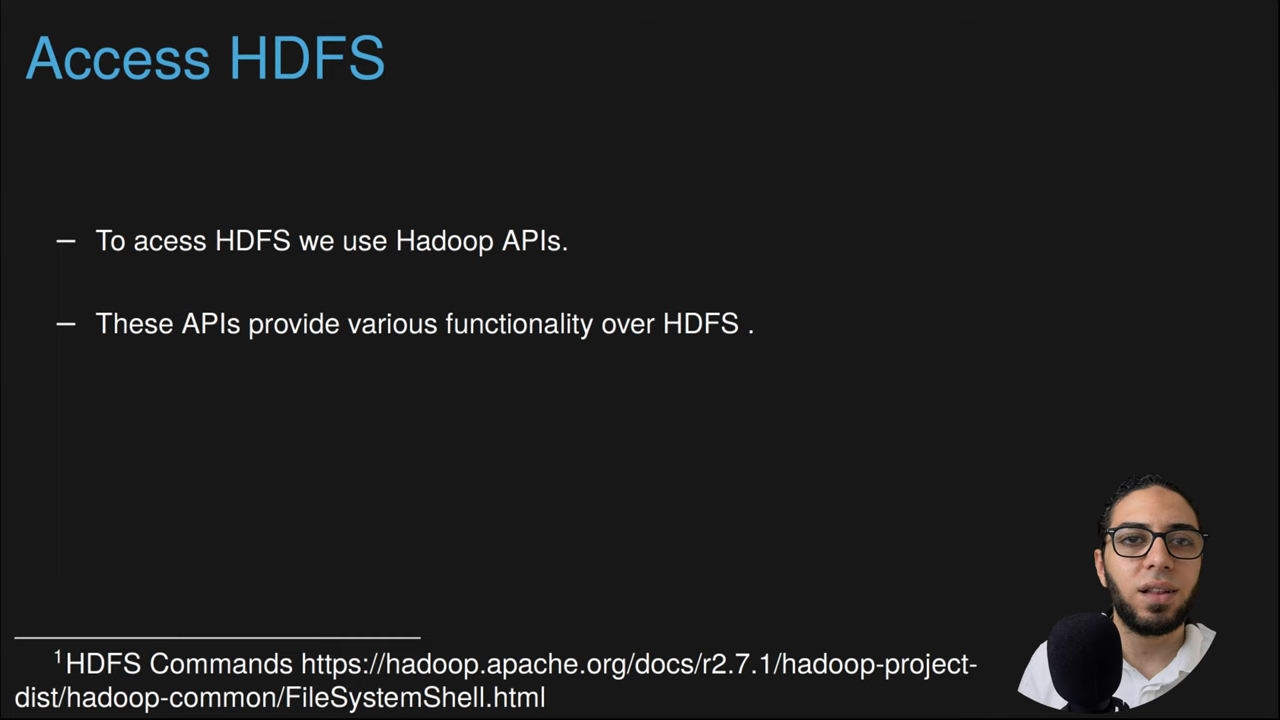 Access HDFS
– To acess HDFS we use Hadoop APIs.
– These APIs provide various functionality over HDFS .
¹HDFS Commands https://hadoop.apache.org/docs/r2.7.1/hadoop-project-
dist/hadoop-common/FileSystemShell.html